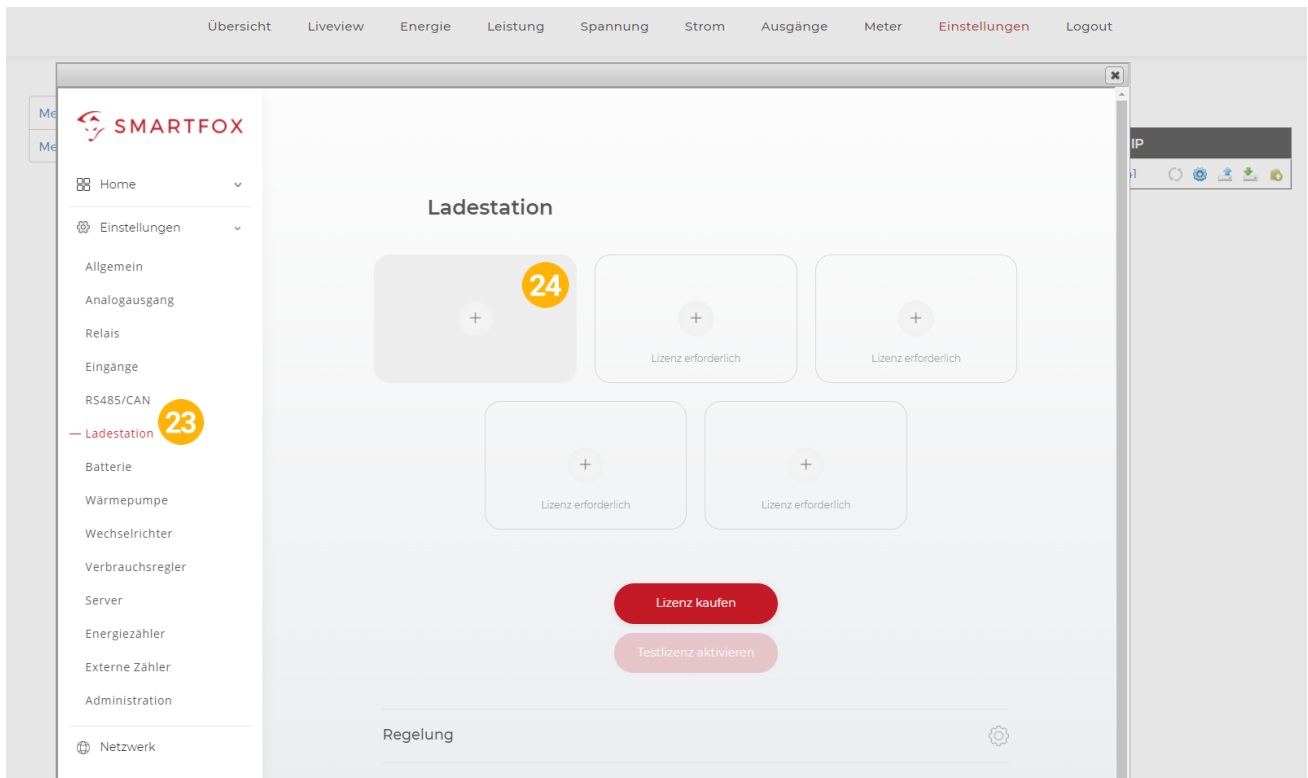 Übersicht Liveview Energie Leistung Spannung Strom Ausgänge Meter Einstellungen Logout
Me
Me
IP
SMARTFOX
Home
Einstellungen
Allgemein
Analogausgang
Relais
Eingänge
RS485/CAN
23
Ladestation
Batterie
Wärmepumpe
Wechselrichter
Verbrauchsregler
Server
Energiezähler
Externe Zähler
Administration
Netzwerk
Ladestation
24
Lizenz erforderlich
Lizenz erforderlich
Lizenz erforderlich
Lizenz erforderlich
Lizenz kaufen
Testlizenz aktivieren
Regelung